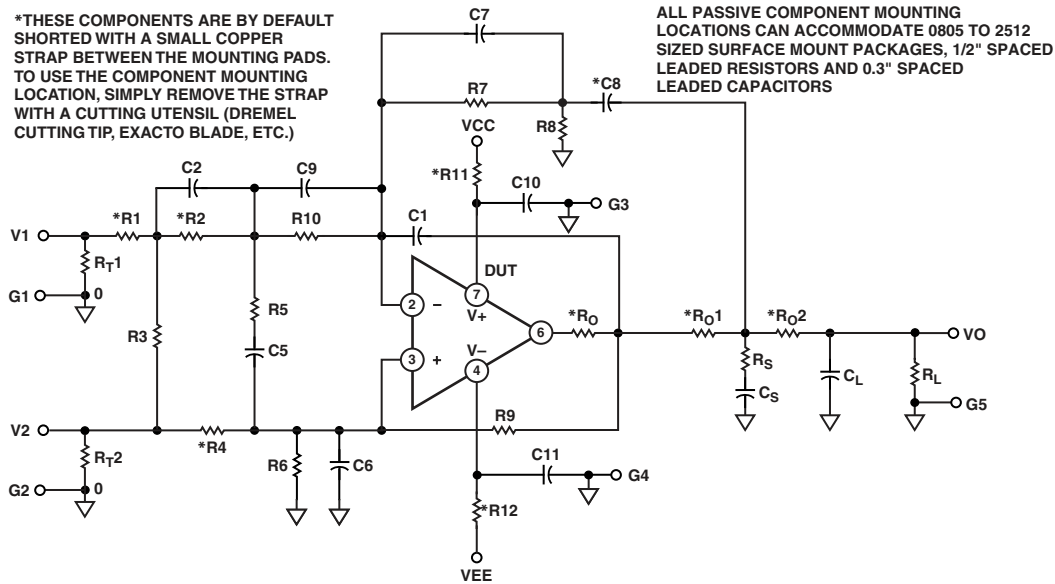 *THESE COMPONENTS ARE BY DEFAULT
SHORTED WITH A SMALL COPPER
STRAP BETWEEN THE MOUNTING PADS.
TO USE THE COMPONENT MOUNTING
LOCATION, SIMPLY REMOVE THE STRAP
WITH A CUTTING UTENSIL (DREMEL
CUTTING TIP, EXACTO BLADE, ETC.)
ALL PASSIVE COMPONENT MOUNTING
LOCATIONS CAN ACCOMMODATE 0805 TO 2512
SIZED SURFACE MOUNT PACKAGES, 1/2" SPACED
LEADED RESISTORS AND 0.3" SPACED
LEADED CAPACITORS
C7
R7
*C8
R8
VCC
*R11
C10
G3
C2
C9
C1
V1
*R1
*R2
R10
RT1
G1
0
DUT
7
V+
2
–
R3
R5
C5
6
*RO
*RO1
*RO2
VO
3
+
V–
4
RS
CS
CL
RL
G5
V2
*R4
R9
RT2
G2
0
R6
C6
C11
G4
*R12
VEE